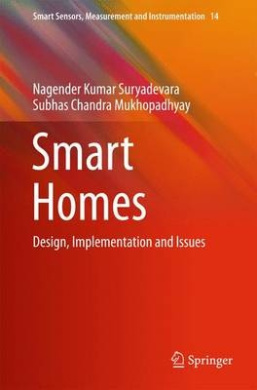 Smart Sensors, Measurement and Instrumentation 14
Nagender Kumar Suryadevara
Subhas Chandra Mukhopadhyay
Smart
Homes
Design, Implementation and Issues
Springer